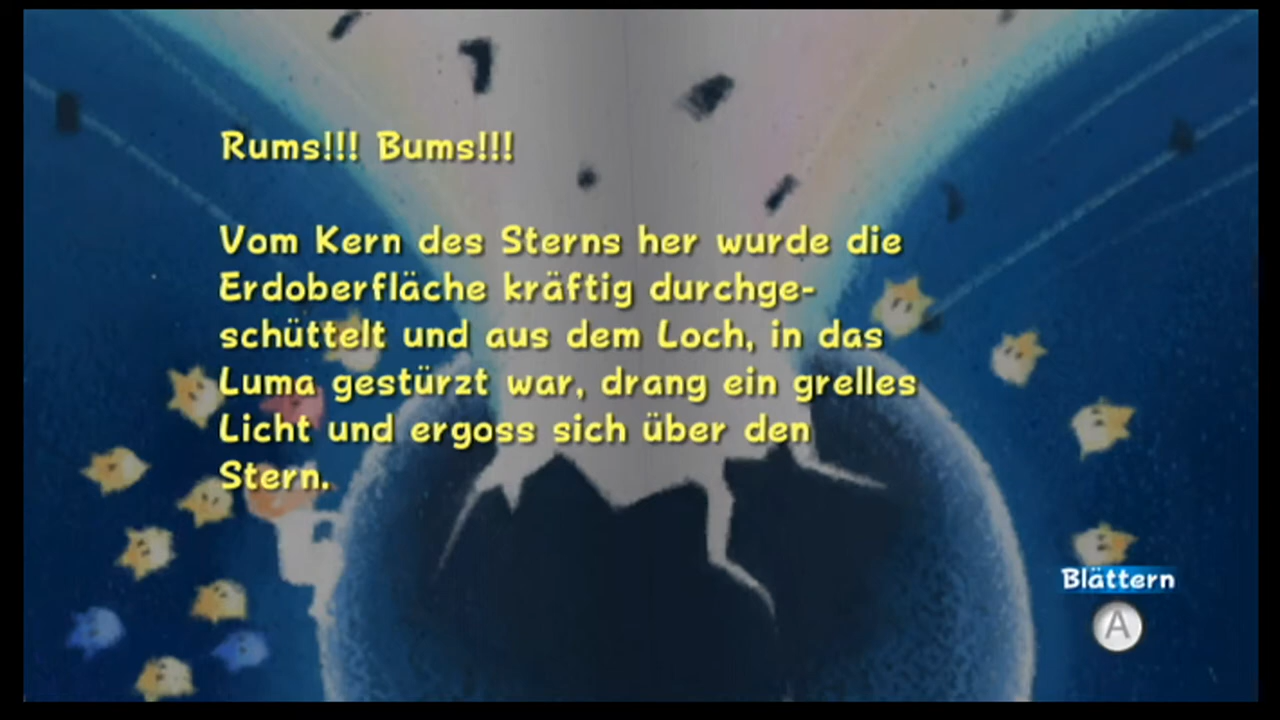 Rums!!! Bums!!!
Vom Kern des Sterns her wurde die
Erdoberfläche kräftig durchge-
schüttelt und aus dem Loch, in das
Luma gestürzt war, drang ein grelles
Licht und ergoss sich über den
Stern.
Blättern
A